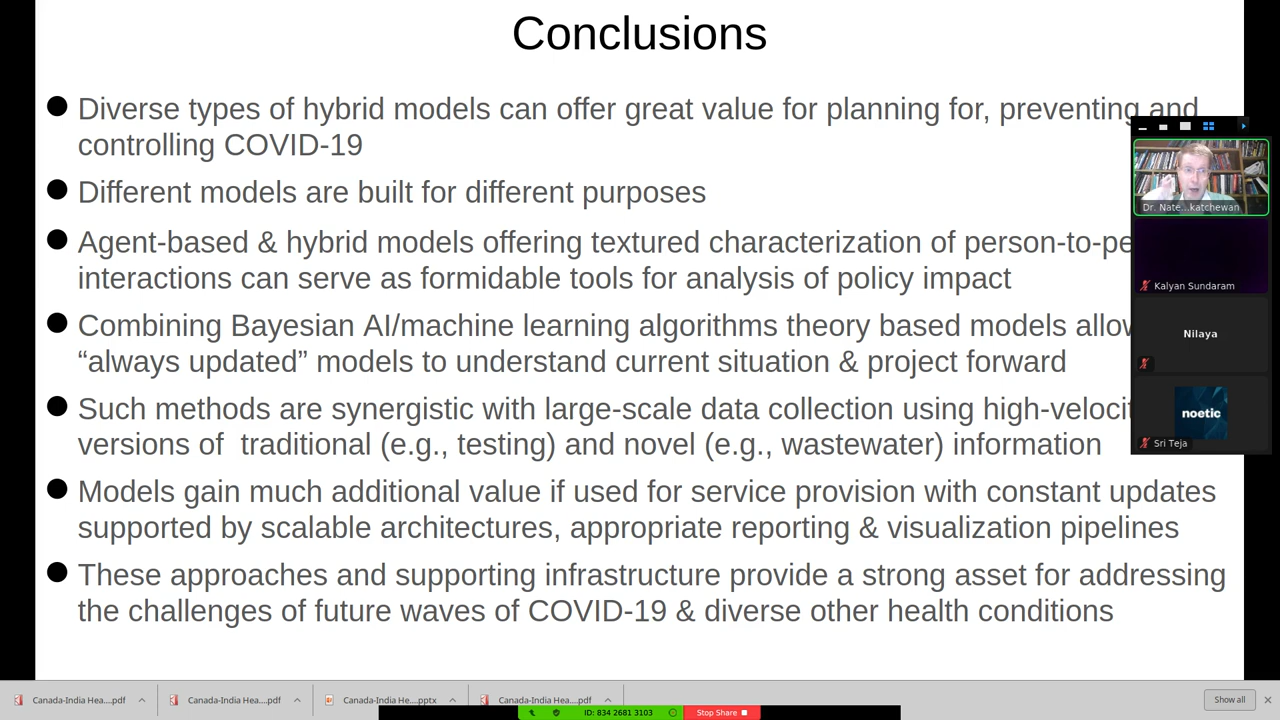 Conclusions
Diverse types of hybrid models can offer great value for planning for, preventing and
controlling COVID-19
Different models are built for different purposes
Agent-based & hybrid models offering textured characterization of person-to-pe
interactions can serve as formidable tools for analysis of policy impact
Combining Bayesian AI/machine learning algorithms theory based models allow
“always updated” models to understand current situation & project forward
Such methods are synergistic with large-scale data collection using high-velocit
versions of  traditional (e.g., testing) and novel (e.g., wastewater) information
Models gain much additional value if used for service provision with constant updates
supported by scalable architectures, appropriate reporting & visualization pipelines
These approaches and supporting infrastructure provide a strong asset for addressing
the challenges of future waves of COVID-19 & diverse other health conditions
Dr. Nate...katchewan
Kalyan Sundaram
Nilaya
noetic
Sri Teja
Canada-India Hea....pdf
Canada-India Hea....pdf
Canada-India He....pptx
Canada-India Hea....pdf
Show all
ID: 834 2681 3103
Stop Share